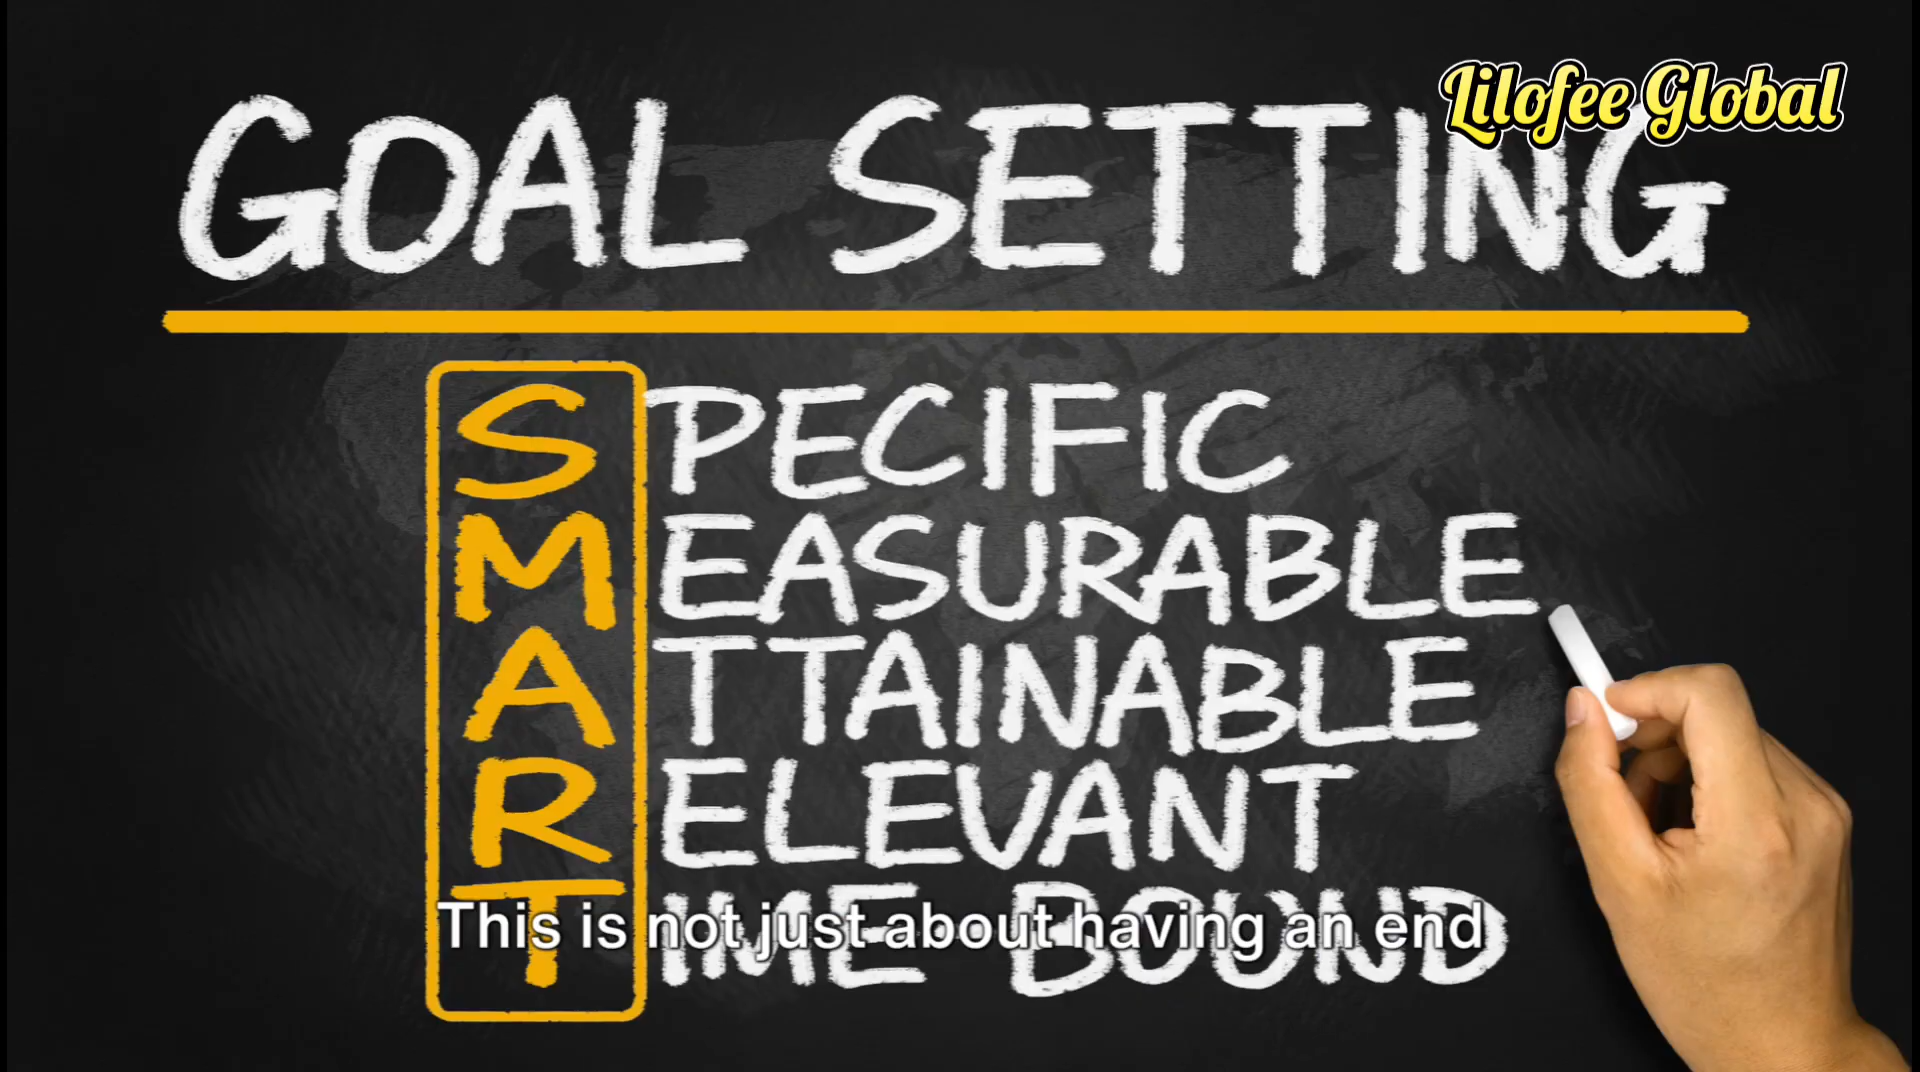 Lilofee Global
GOAL SETTING
SPECIFIC
MEASURABLE
ATTAINABLE
RELEVANT
TIME BOUND
This is not just about having an end